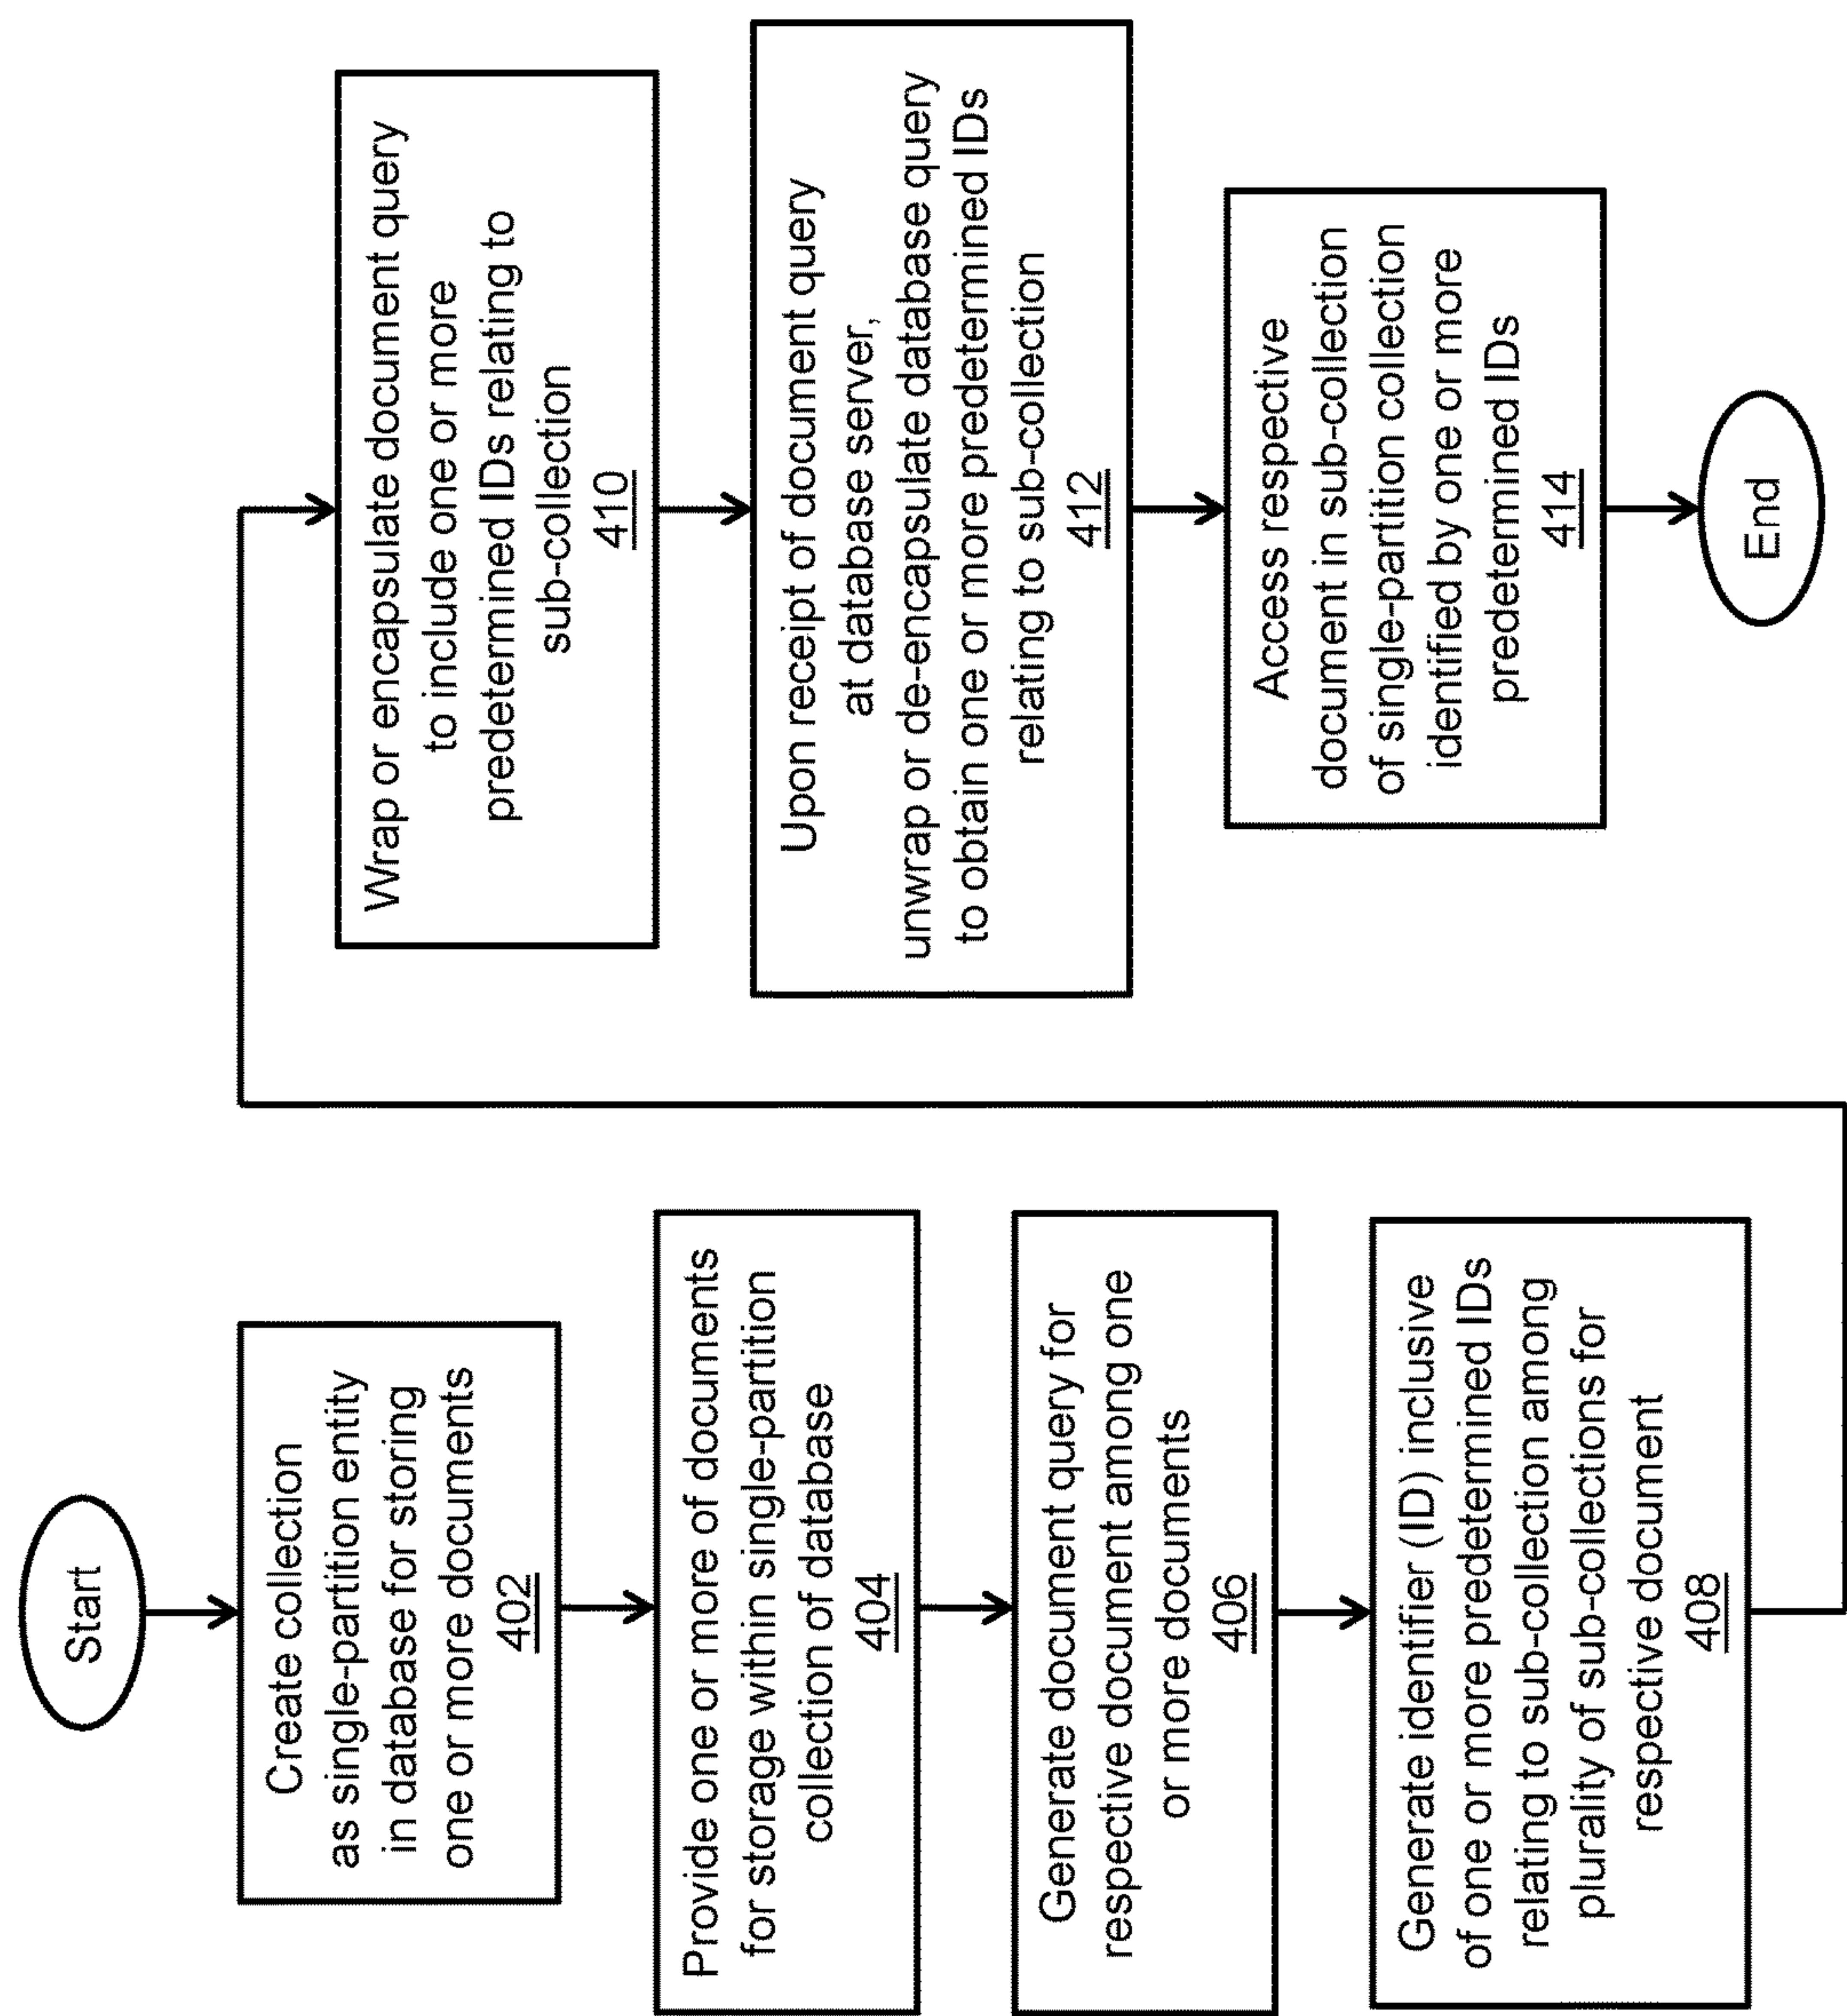 Start
Create collection
as single-partition entity
in database for storing
one or more documents
402
Provide one or more of documents
for storage within single-partition
collection of database
404
Generate document query for
respective document among one
or more documents
406
Generate identifier (ID) inclusive
of one or more predetermined IDs
relating to sub-collection among
plurality of sub-collections for
respective document
408
Wrap or encapsulate document query
to include one or more
predetermined IDs relating to
sub-collection
410
Upon receipt of document query
at database server,
unwrap or de-encapsulate database query
to obtain one or more predetermined IDs
relating to sub-collection
412
Access respective
document in sub-collection
of single-partition collection
identified by one or more
predetermined IDs
414
End